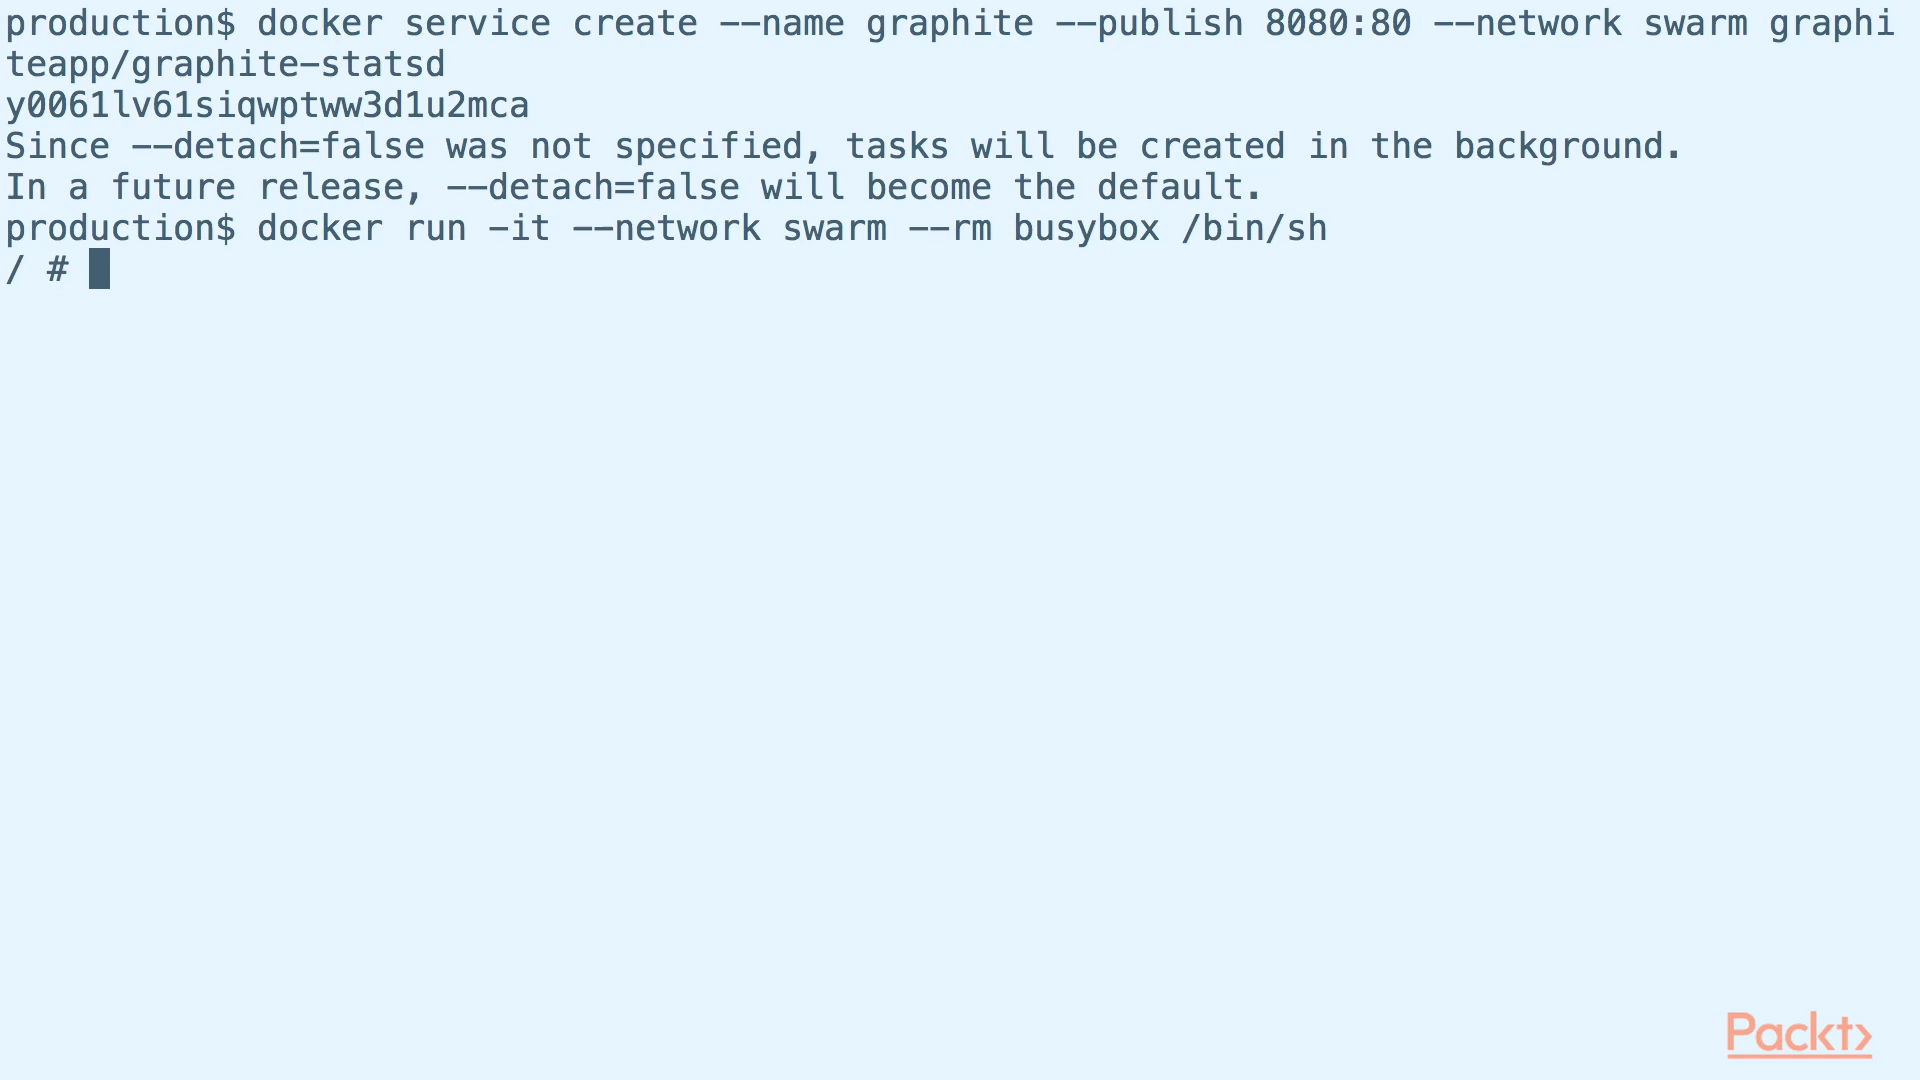 production$ docker service create --name graphite --publish 8080:80 --network swarm graphi
teapp/graphite-statsd
y0061lv61siqwptww3d1u2mca
Since --detach=false was not specified, tasks will be created in the background.
In a future release, --detach=false will become the default.
production$ docker run -it --network swarm --rm busybox /bin/sh
/ #
Packt>